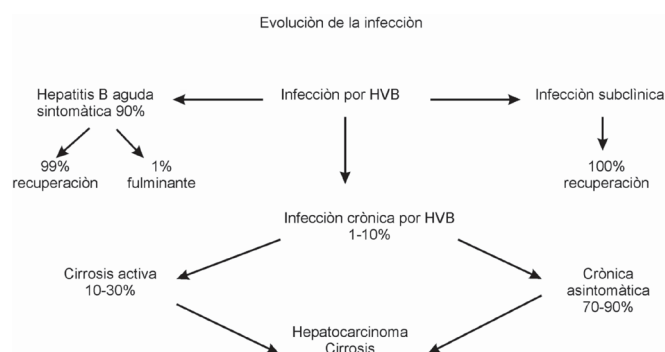 Evoluciòn de la infecciòn
Hepatitis B aguda
sintomàtica 90%
Infecciòn por HVB
Infecciòn subclìnica
99%
recuperaciòn
1%
fulminante
100%
recuperaciòn
Infecciòn crònica por HVB
1-10%
Cirrosis activa
10-30%
Crònica
asintomàtica
70-90%
Hepatocarcinoma
Cirrosis